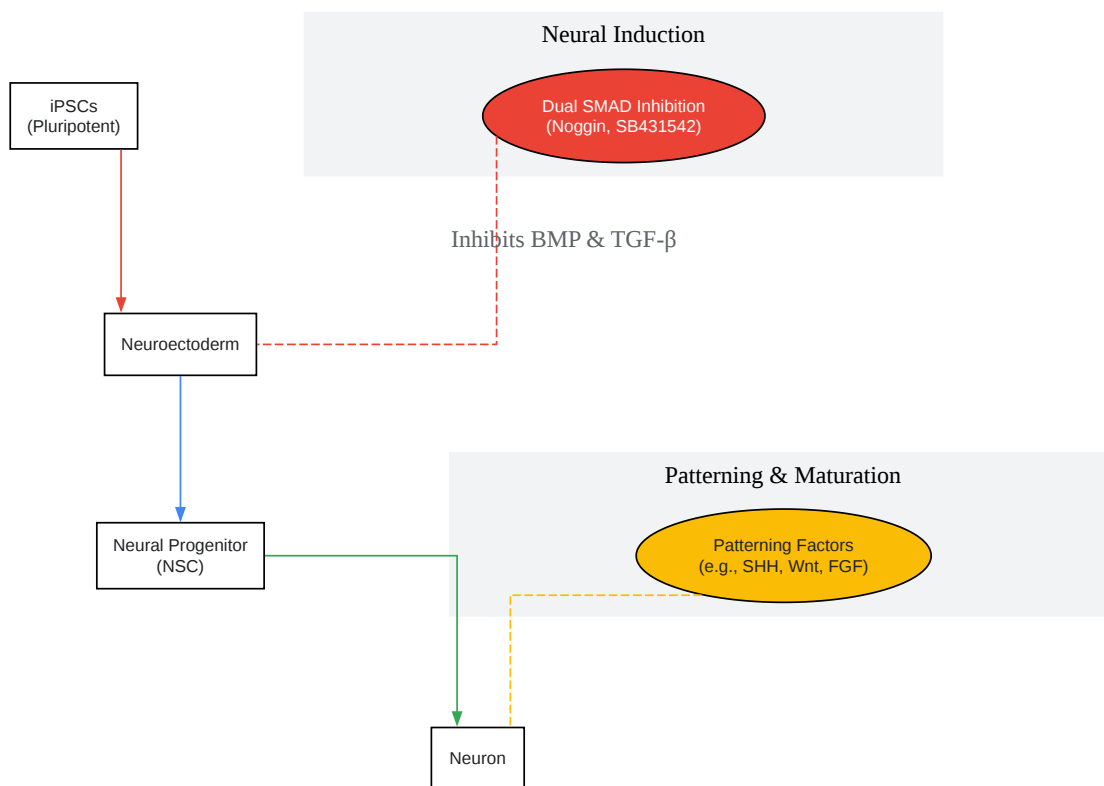 Neural Induction
iPSCs
(Pluripotent)
Dual SMAD Inhibition
(Noggin, SB431542)
Inhibits BMP & TGF-β
Neuroectoderm
Patterning & Maturation
Neural Progenitor
(NSC)
Patterning Factors
(e.g., SHH, Wnt, FGF)
Neuron